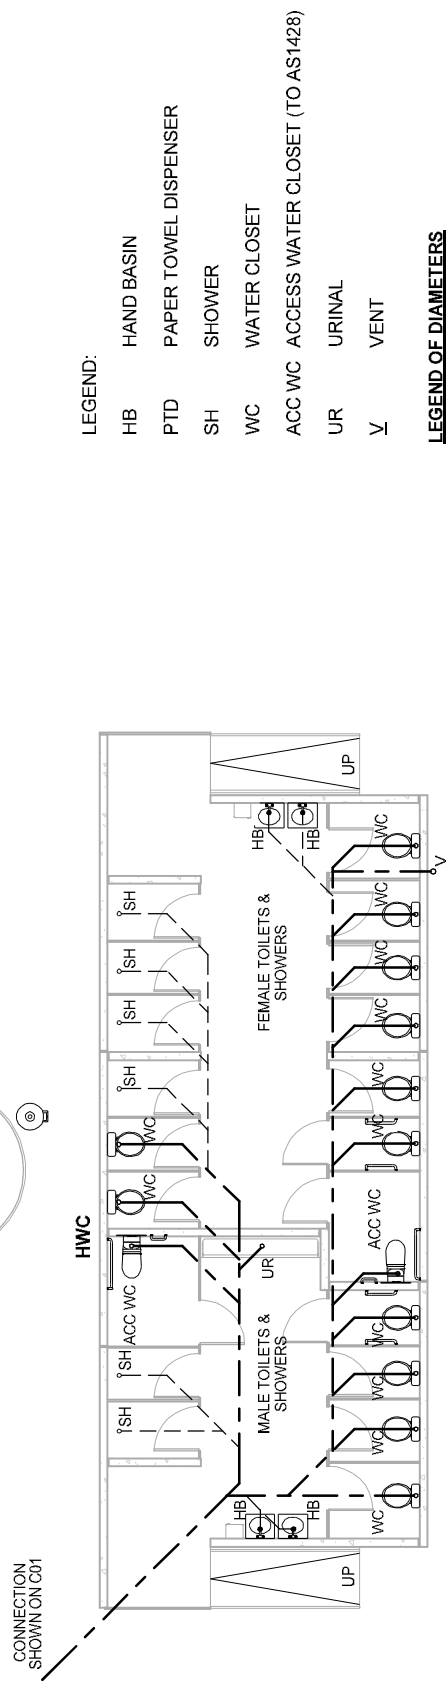 CONNECTION
SHOWN ON C01
HWC
SH
SH
ACC WC
WC
WC
SH
SH
SH
SH
HB
HB
MALE TOILETS &
SHOWERS
UR
FEMALE TOILETS &
SHOWERS
HB
HB
UP
WC
WC
WC
WC
ACC WC
WC
WC
WC
WC
WC
WC
UP
V
LEGEND:
HB HAND BASIN
PTD PAPER TOWEL DISPENSER
SH SHOWER
WC WATER CLOSET
ACC WC ACCESS WATER CLOSET (TO AS1428)
UR URINAL
V VENT
LEGEND OF DIAMETERS